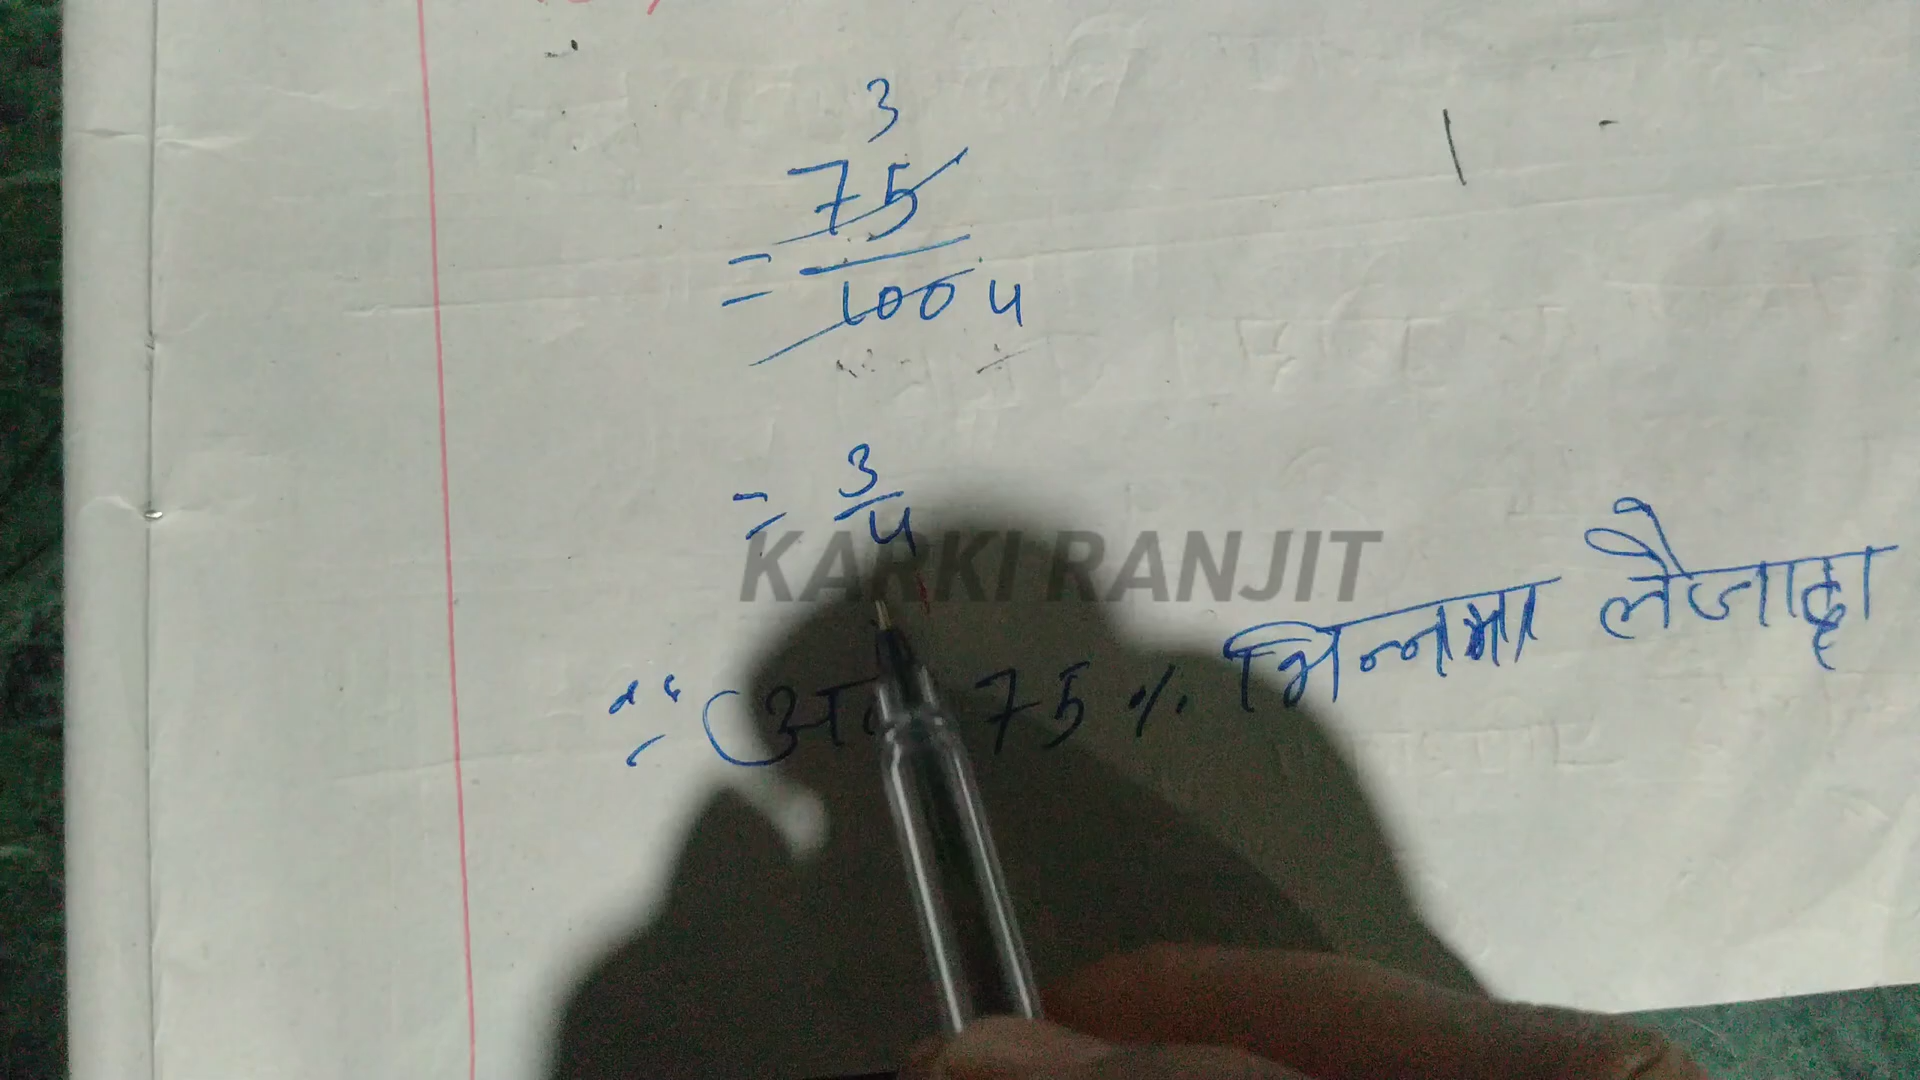 3
75
= ―
100 4
= 3/4
KARKI RANJIT
75 % भिन्नमा लैजादा